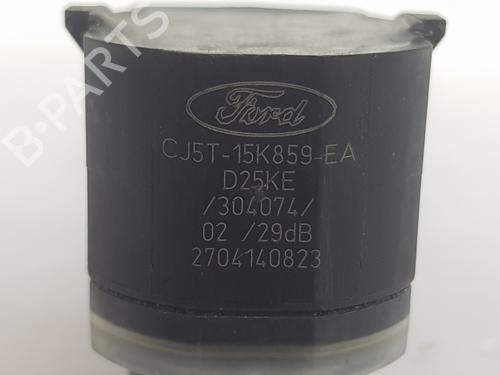 Ford
CJ5T-15K859-EA
D25KE
/304074/
02 /29dB
2704140823
B-PARTS